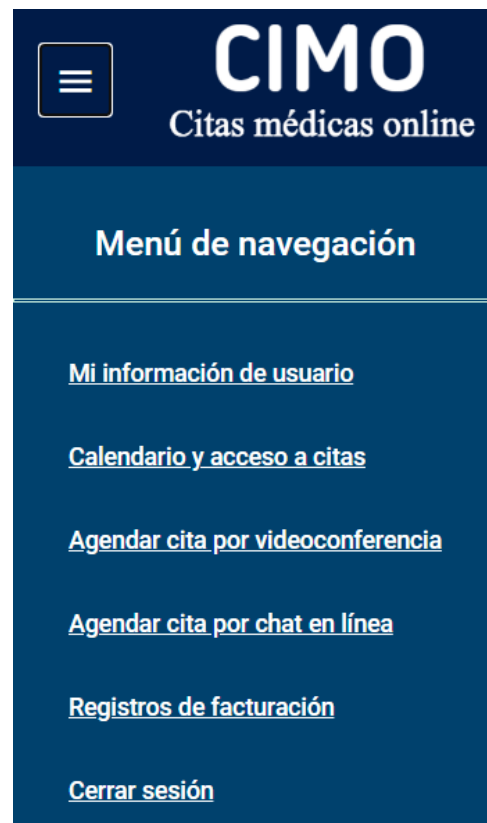 CIMO
Citas médicas online
Menú de navegación
Mi información de usuario
Calendario y acceso a citas
Agendar cita por videoconferencia
Agendar cita por chat en línea
Registros de facturación
Cerrar sesión